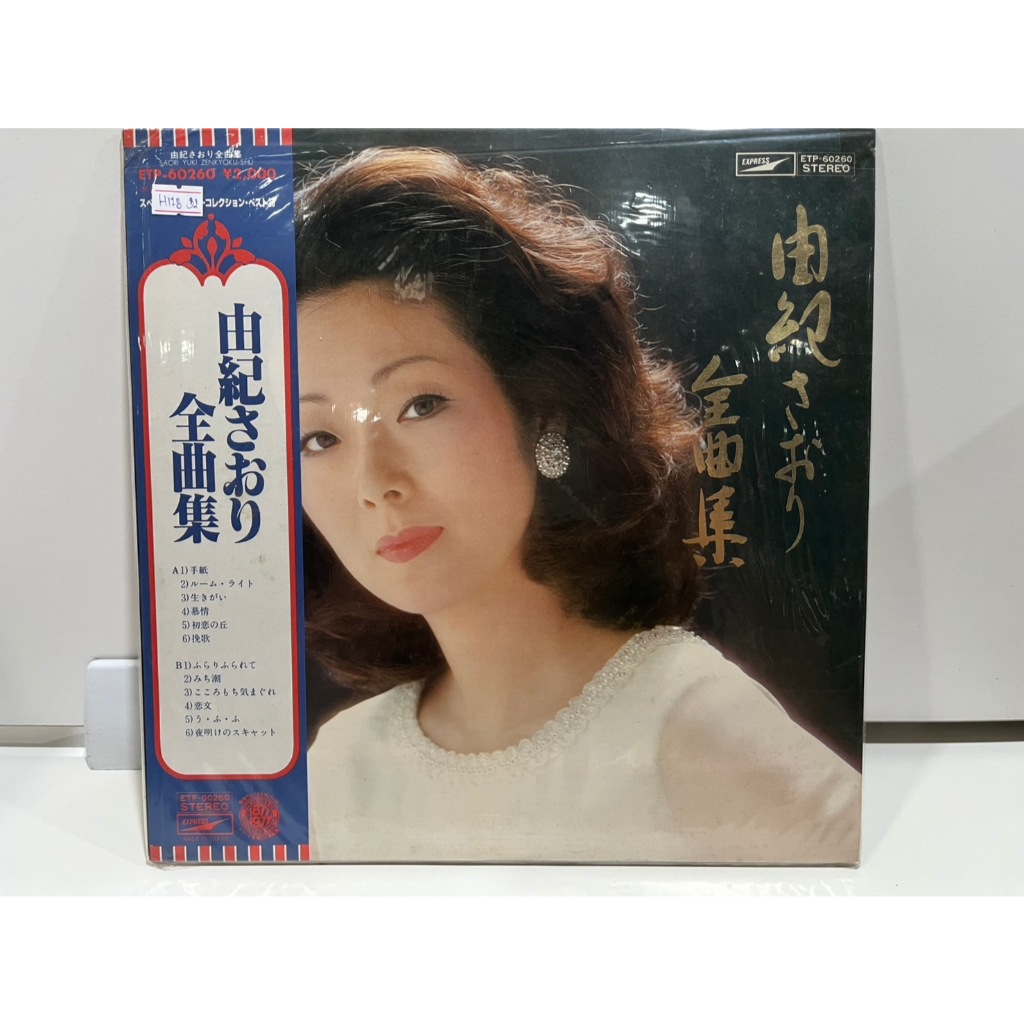 由紀さおり全曲集
SAORI YUKI ZENKYOKU-SHŪ
ETP-60260 ¥2,000
コレクション・ベスト
由紀さおり
全曲集
A1)手紙
2)ルーム・ライト
3)生きがい
4)慕情
5)初恋の丘
6)挽歌
B1)ふらりふられて
2)みち潮
3)こころもち気まぐれ
4)恋文
5)う・ふ・ふ
6)夜明けのスキャット
ETP-60260
STEREO
EXPRESS
EXPRESS
ETP-60260
STEREO
由紀さおり
全曲集